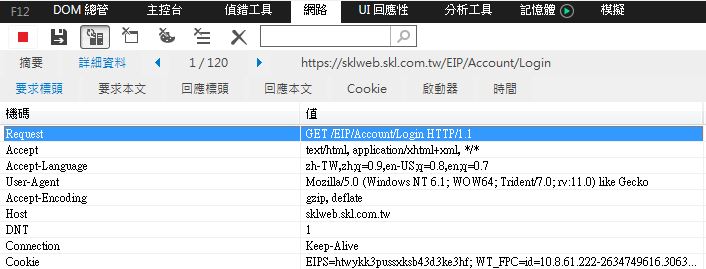 F12 DOM 總管 主控台 偵錯工具 網路 UI 回應性 分析工具 記憶體 模擬
摘要 詳細資料 1 / 120 https://sklweb.skl.com.tw/EIP/Account/Login
要求標頭 要求本文 回應標頭 回應本文 Cookie 啟動器 時間
機碼 值
Request GET /EIP/Account/Login HTTP/1.1
Accept text/html, application/xhtml+xml, */*
Accept-Language zh-TW,zh;q=0.9,en-US;q=0.8,en;q=0.7
User-Agent Mozilla/5.0 (Windows NT 6.1; WOW64; Trident/7.0; rv:11.0) like Gecko
Accept-Encoding gzip, deflate
Host sklweb.skl.com.tw
DNT 1
Connection Keep-Alive
Cookie EIPS=htwykk3pussxksb43d3ke3hf; WT_FPC=id=10.8.61.222-2634749616.3063...